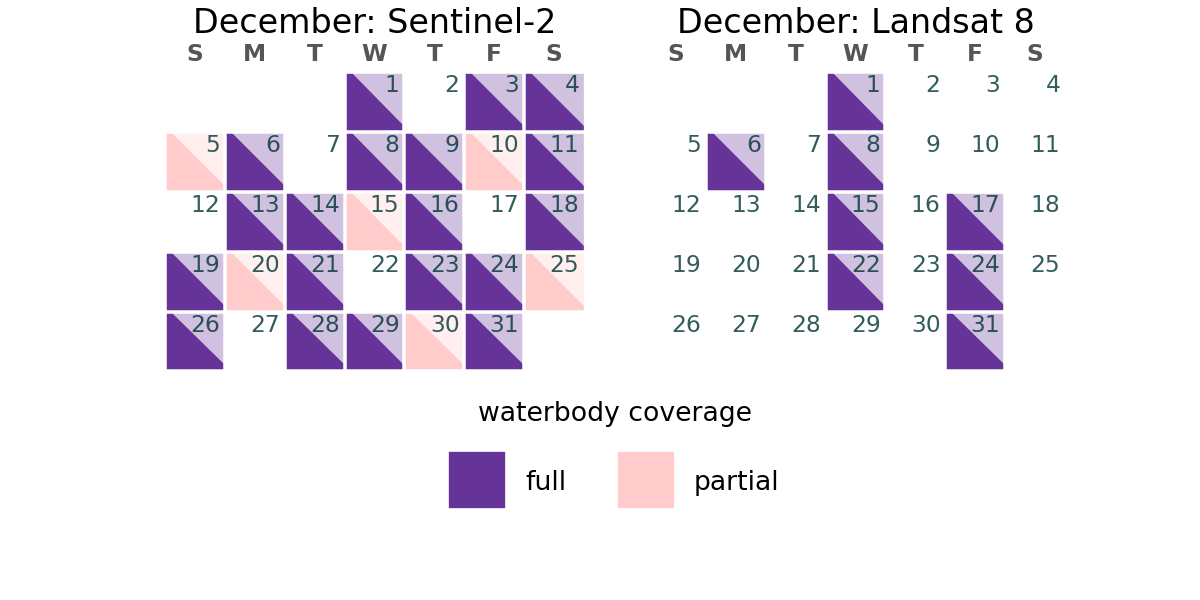 December: Sentinel-2
S M T W T F S
1 2 3 4
5 6 7 8 9 10 11
12 13 14 15 16 17 18
19 20 21 22 23 24 25
26 27 28 29 30 31
December: Landsat 8
S M T W T F S
1 2 3 4
5 6 7 8 9 10 11
12 13 14 15 16 17 18
19 20 21 22 23 24 25
26 27 28 29 30 31
waterbody coverage
full partial